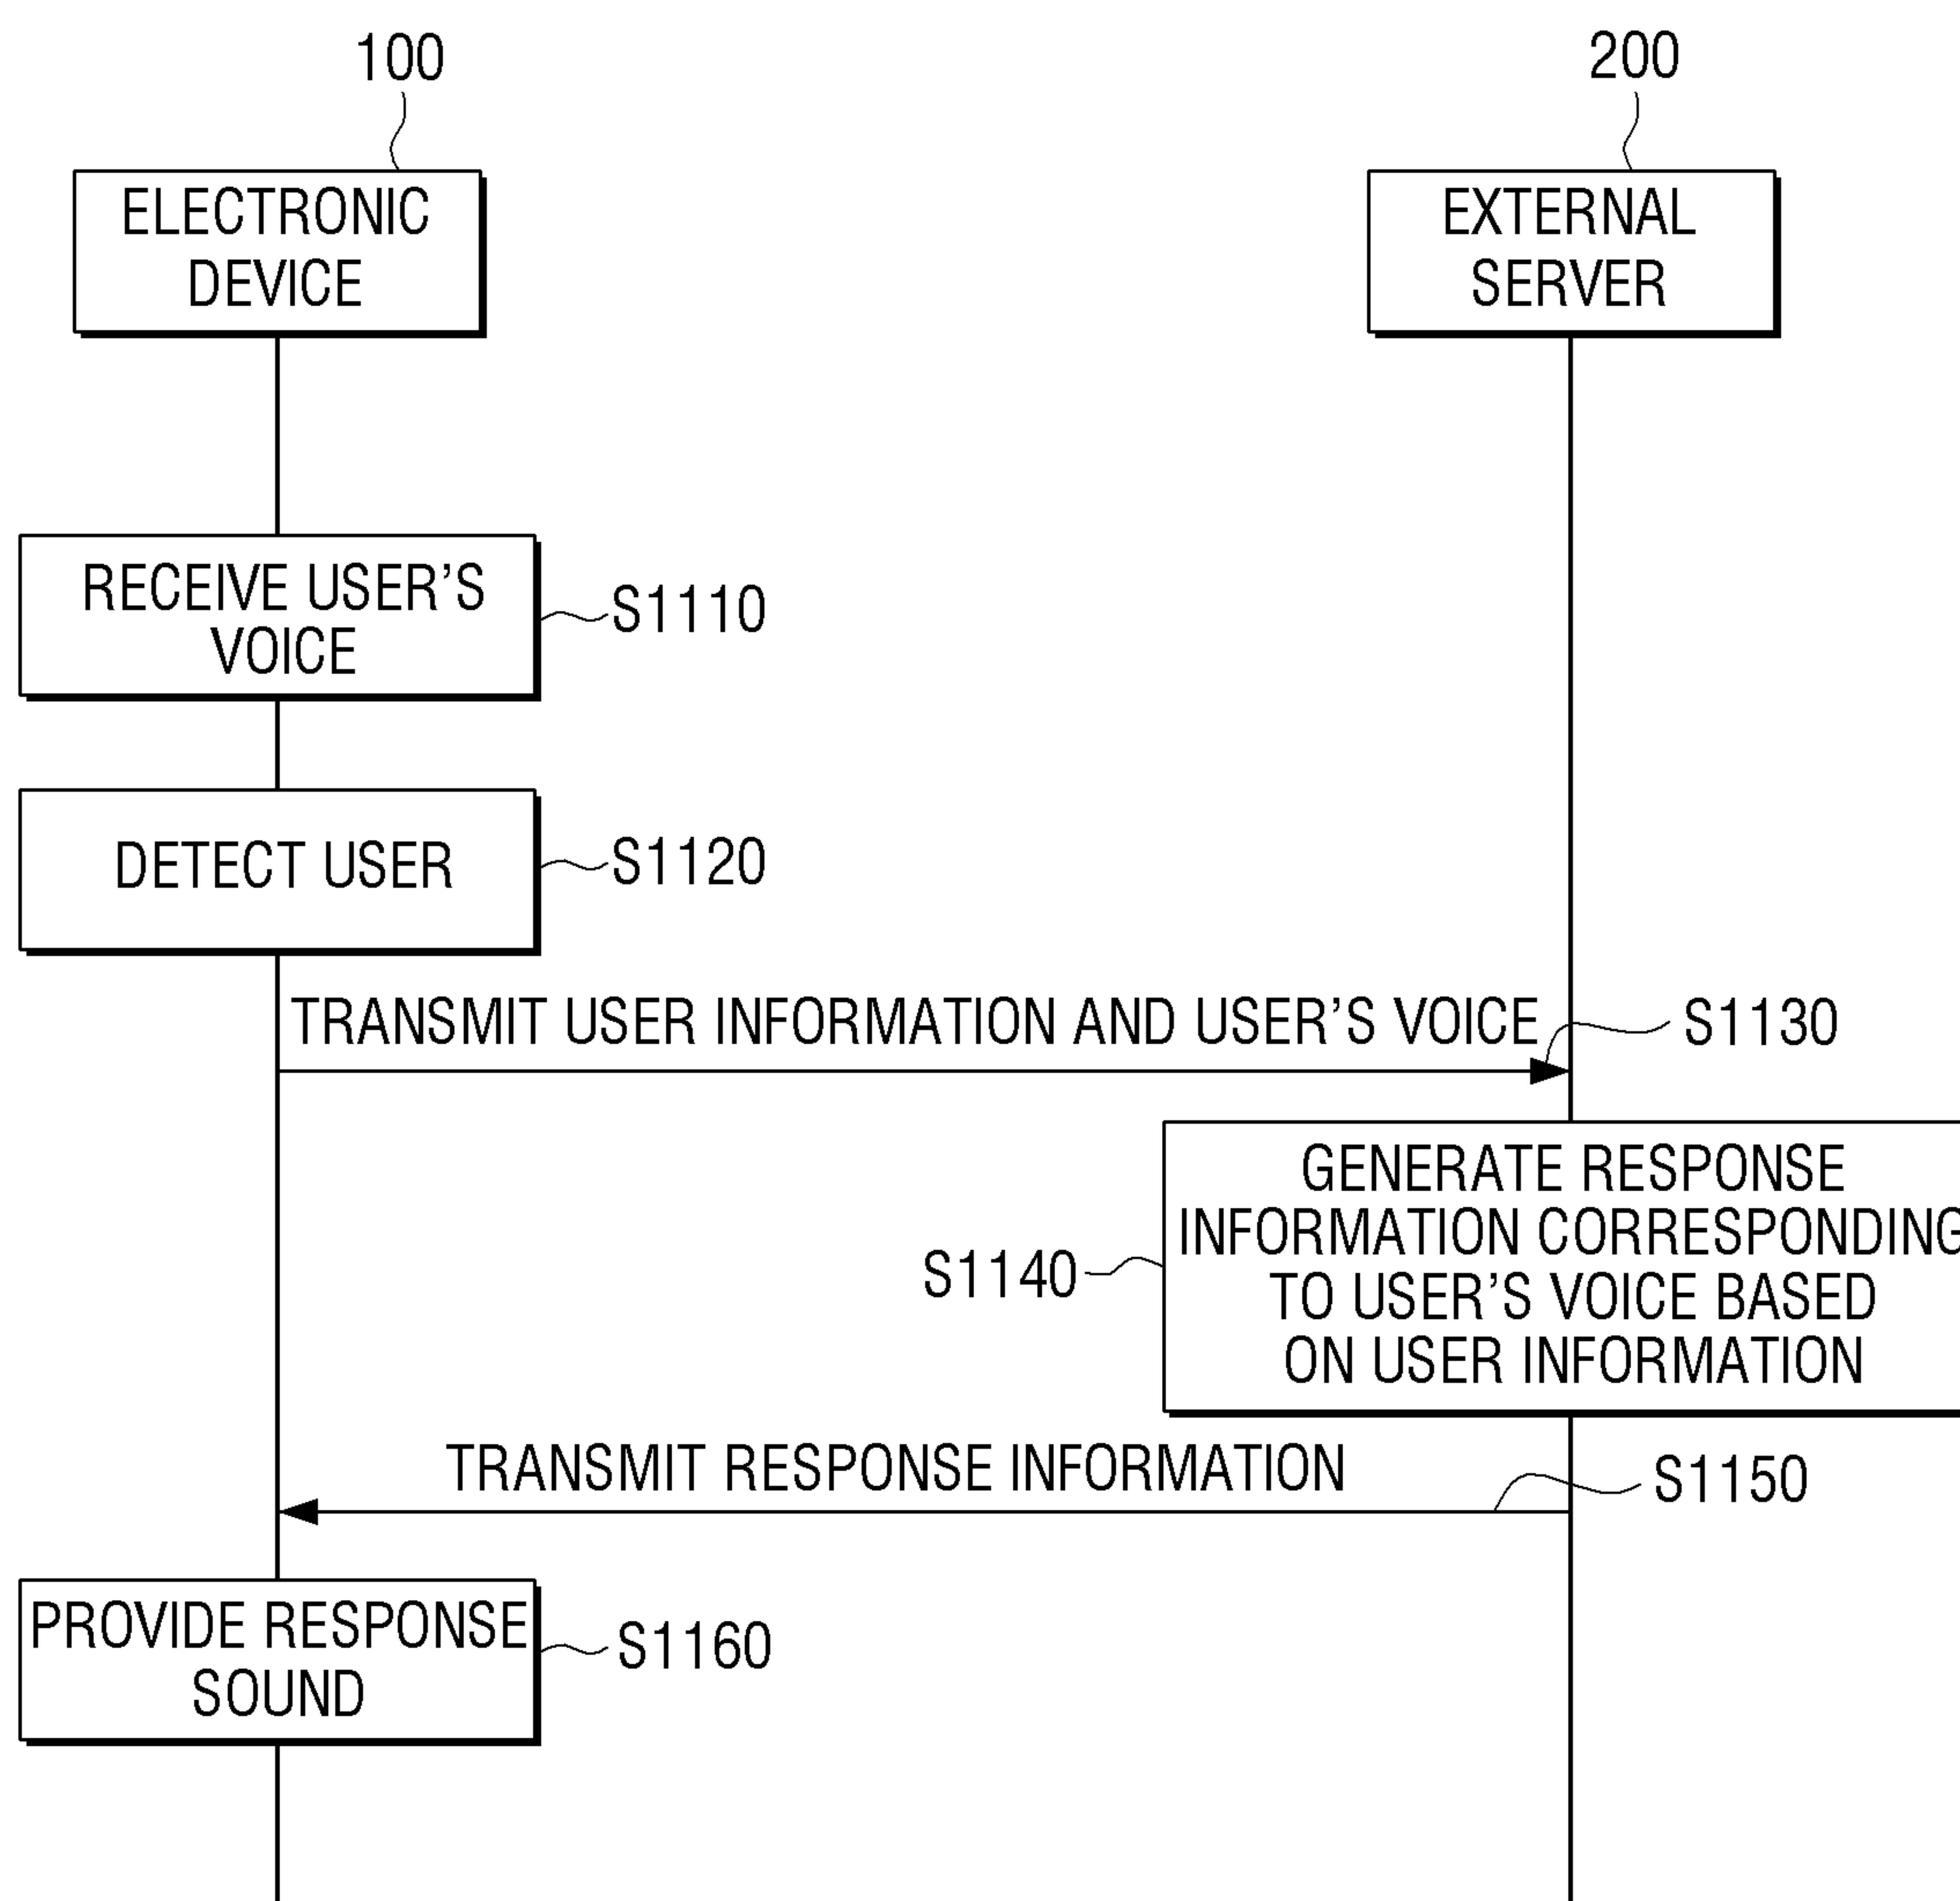 100
200
ELECTRONIC
DEVICE
EXTERNAL
SERVER
RECEIVE USER'S
VOICE
S1110
DETECT USER
S1120
TRANSMIT USER INFORMATION AND USER'S VOICE
S1130
GENERATE RESPONSE
INFORMATION CORRESPONDING
TO USER'S VOICE BASED
ON USER INFORMATION
S1140
TRANSMIT RESPONSE INFORMATION
S1150
PROVIDE RESPONSE
SOUND
S1160